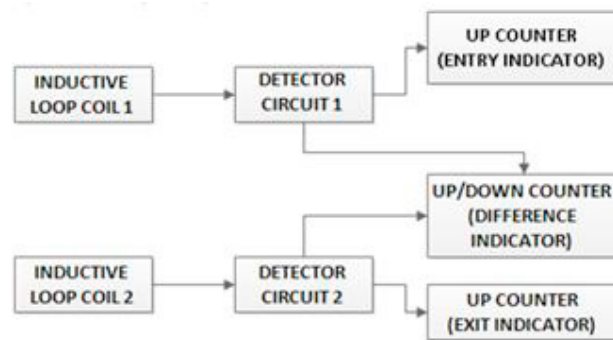 UP COUNTER
(ENTRY INDICATOR)
INDUCTIVE
LOOP COIL 1
DETECTOR
CIRCUIT 1
UP/DOWN COUNTER
(DIFFERENCE
INDICATOR)
INDUCTIVE
LOOP COIL 2
DETECTOR
CIRCUIT 2
UP COUNTER
(EXIT INDICATOR)